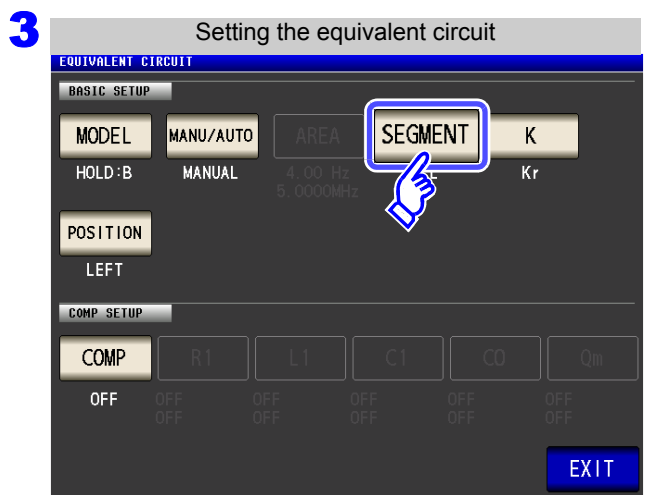 3
Setting the equivalent circuit
EQUIVALENT CIRCUIT
BASIC SETUP
MODEL MANU/AUTO AREA SEGMENT K
HOLD:B MANUAL 4.00 Hz Kr
5.0000MHz
POSITION
LEFT
COMP SETUP
COMP R1 L1 C1 C0 Qm
OFF OFF OFF OFF OFF OFF
OFF OFF OFF OFF OFF
EXIT